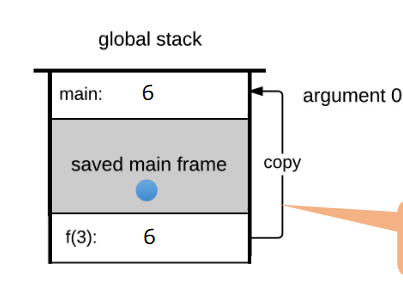 global stack
main: 6
argument 0
saved main frame
copy
f(3): 6